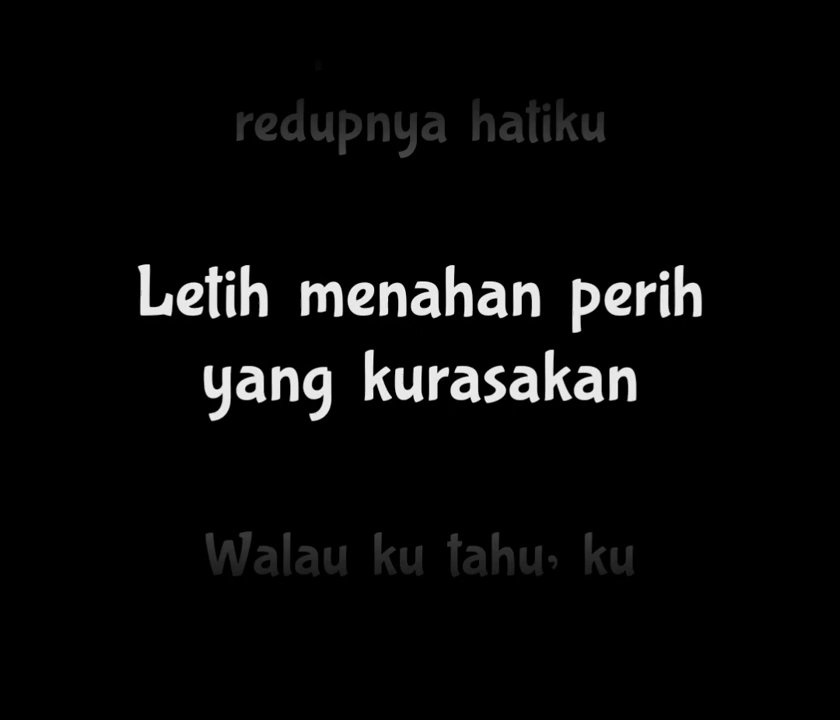 redupnya hatiku
Letih menahan perih
yang kurasakan
Walau ku tahu, ku